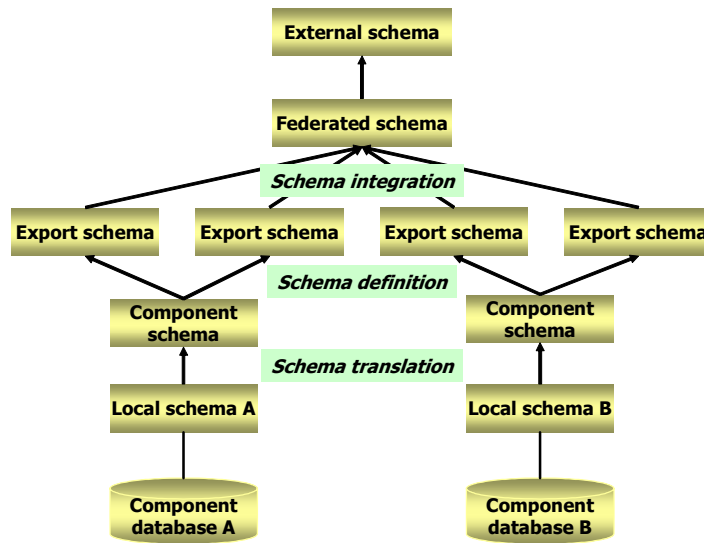 External schema
Federated schema
Schema integration
Export schema
Export schema
Export schema
Export schema
Schema definition
Component
schema
Component
schema
Schema translation
Local schema A
Local schema B
Component
database A
Component
database B